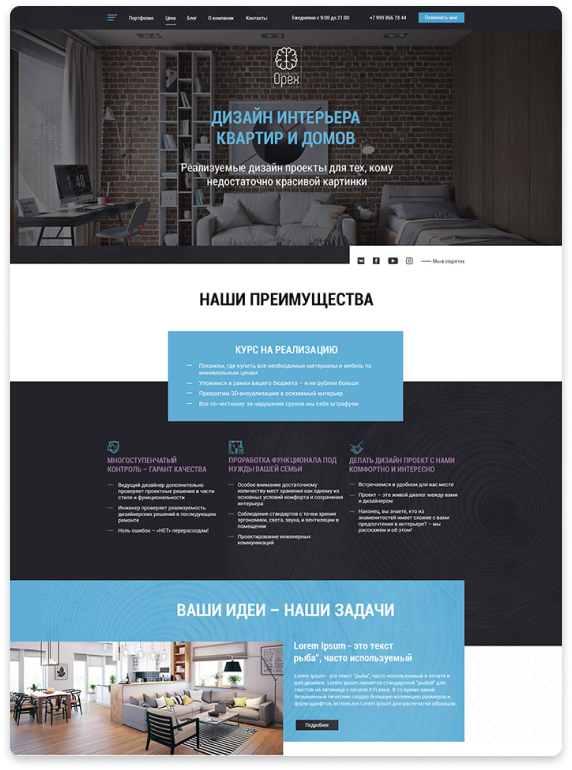 Портфолио Цена Блог О компании Контакты Ежедневно с 9.00 до 21.00 +7 999 866 78 44 Позвонить мне
Орех
ДИЗАЙН ИНТЕРЬЕРА
КВАРТИР И ДОМОВ
Реализуемые дизайн проекты для тех, кому
недостаточно красивой картинки
Мы в соцсетях
НАШИ ПРЕИМУЩЕСТВА
КУРС НА РЕАЛИЗАЦИЮ
Покажем, где купить все необходимые материалы и мебель по
минимальным ценам
Уложимся в рамки вашего бюджета – и ни рублем больше
Превратим 3D-визуализацию в осязаемый интерьер
Все по-честному: за нарушение сроков мы себя штрафуем
МНОГОСТУПЕНЧАТЫЙ
КОНТРОЛЬ – ГАРАНТ КАЧЕСТВА
Ведущий дизайнер дополнительно
проверяет проектные решения в части
стиля и функциональности
Инженер проверяет реализуемость
дизайнерских решений в последующем
ремонте
Ноль ошибок – «НЕТ» перерасходам!
ПРОРАБОТКА ФУНКЦИОНАЛА ПОД
НУЖДЫ ВАШЕЙ СЕМЬИ
Особое внимание достаточному
количеству мест хранения как одному из
основных условий комфорта и сохранения
интерьера
Соблюдение стандартов с точки зрения
эргономики, света, звука, и вентиляции в
помещении
Проектирование инженерных
коммуникаций
ДЕЛАТЬ ДИЗАЙН ПРОЕКТ С НАМИ
КОМФОРТНО И ИНТЕРЕСНО
Встречаемся в удобном для вас месте
Проект – это живой диалог между вами
и дизайнером
Наконец, вы знаете, кто из
знаменитостей имеет схожие с вами
предпочтения в интерьере? – мы
расскажем и об этом!
ВАШИ ИДЕИ – НАШИ ЗАДАЧИ
Lorem Ipsum - это текст
рыба", часто используемый
Lorem Ipsum - это текст "рыба", часто используемый в печати и
вэб-дизайне. Lorem Ipsum является стандартной "рыбой" для
текстов на латинице с начала XVI века. В то время некий
безымянный печатник создал большую коллекцию размеров и
форм шрифтов, используя Lorem Ipsum для распечатки образцов.
Подробнее